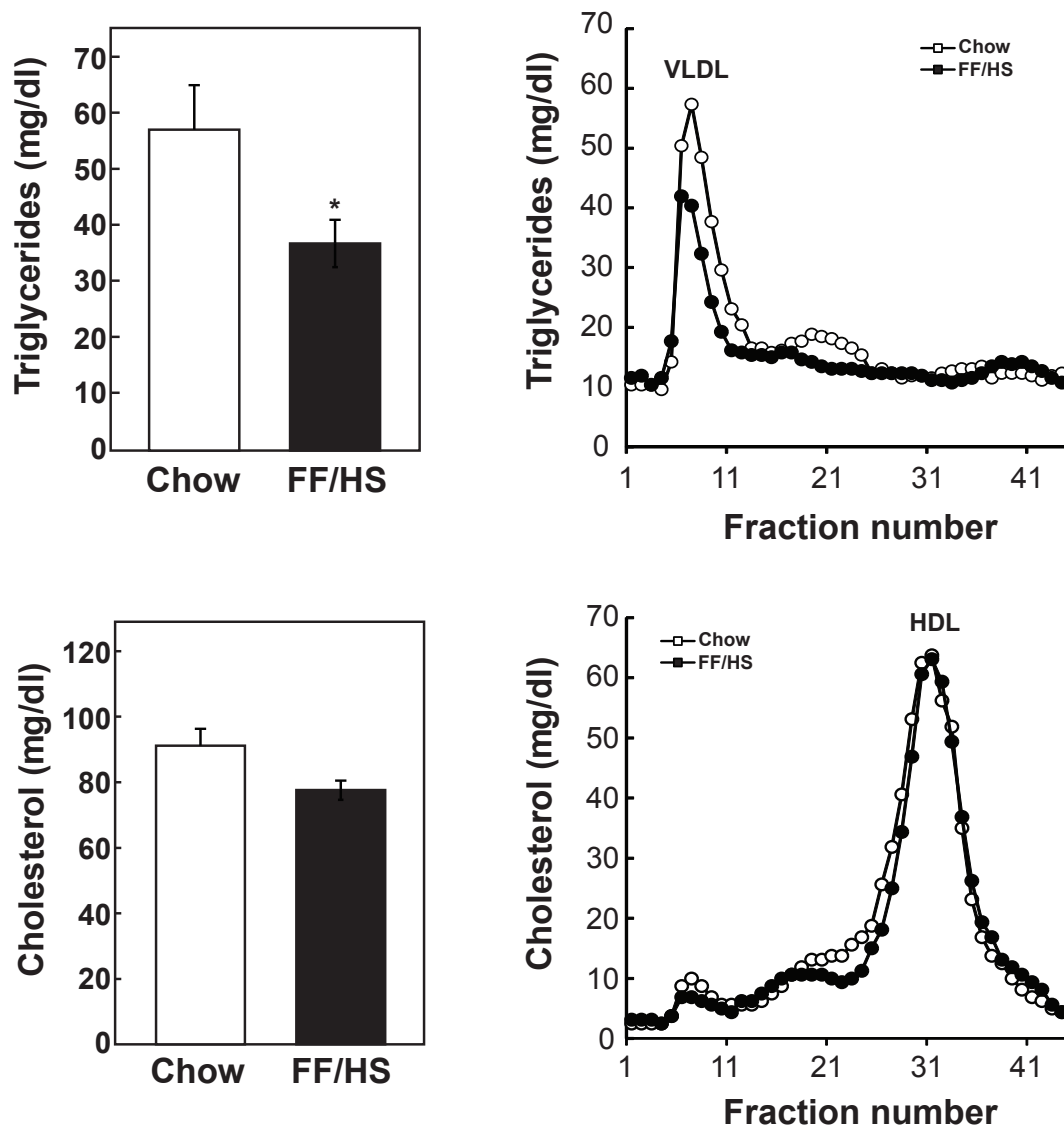 Triglycerides (mg/dl)
70
60
50
40
30
20
10
0
*
Chow FF/HS
Triglycerides (mg/dl)
70
60
50
40
30
20
10
0
VLDL
Chow
FF/HS
1 11 21 31 41
Fraction number
Cholesterol (mg/dl)
120
100
80
60
40
20
0
Chow FF/HS
Cholesterol (mg/dl)
70
60
50
40
30
20
10
0
Chow
FF/HS
HDL
1 11 21 31 41
Fraction number